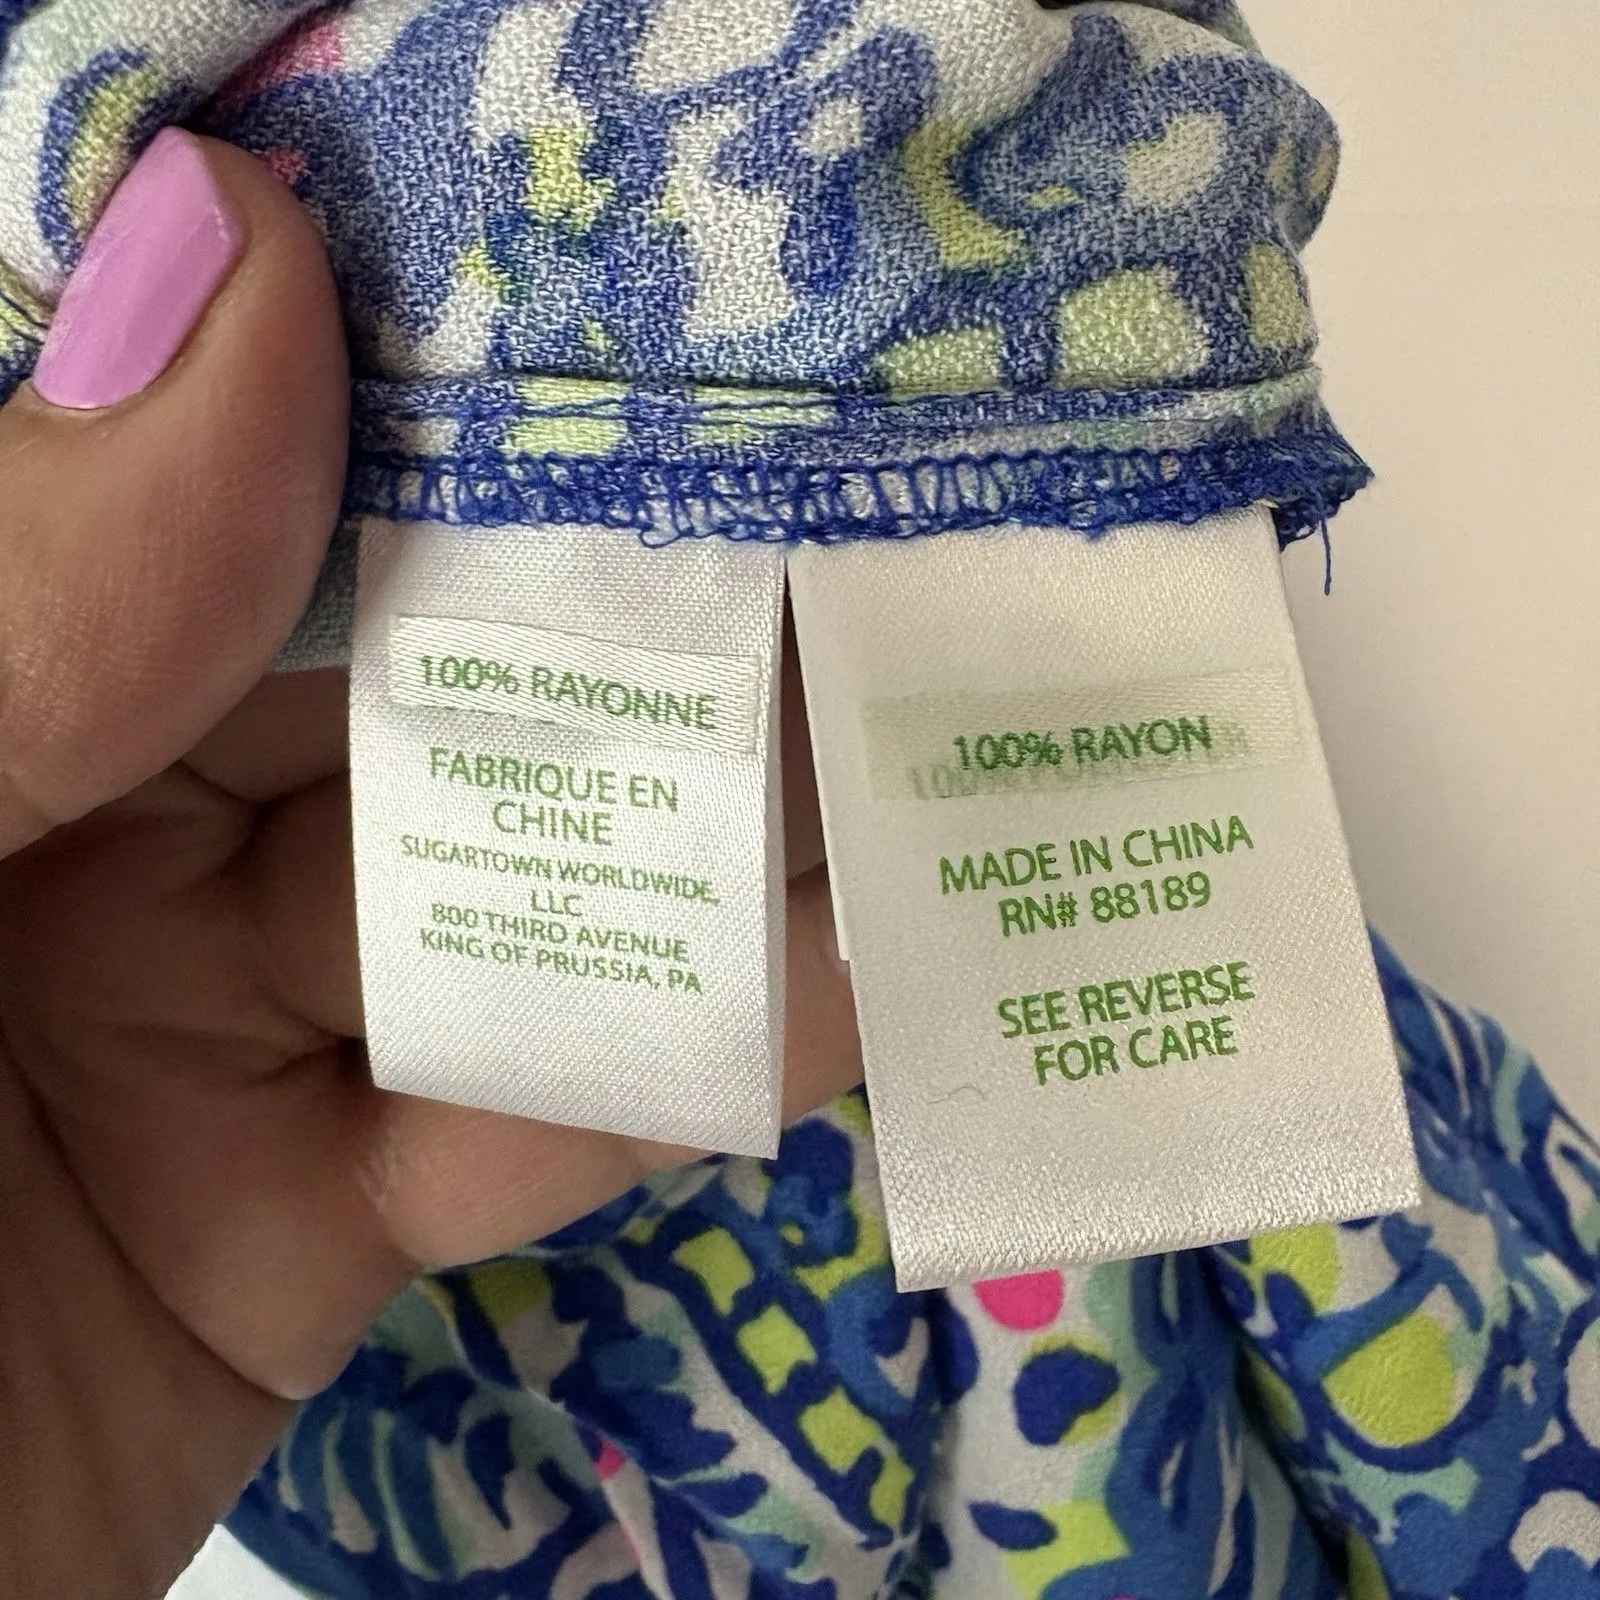 100% RAYONNE
FABRIQUE EN
CHINE
SUGARTOWN WORLDWIDE,
LLC
800 THIRD AVENUE
KING OF PRUSSIA, PA
100% RAYON
MADE IN CHINA
RN# 88189
SEE REVERSE
FOR CARE